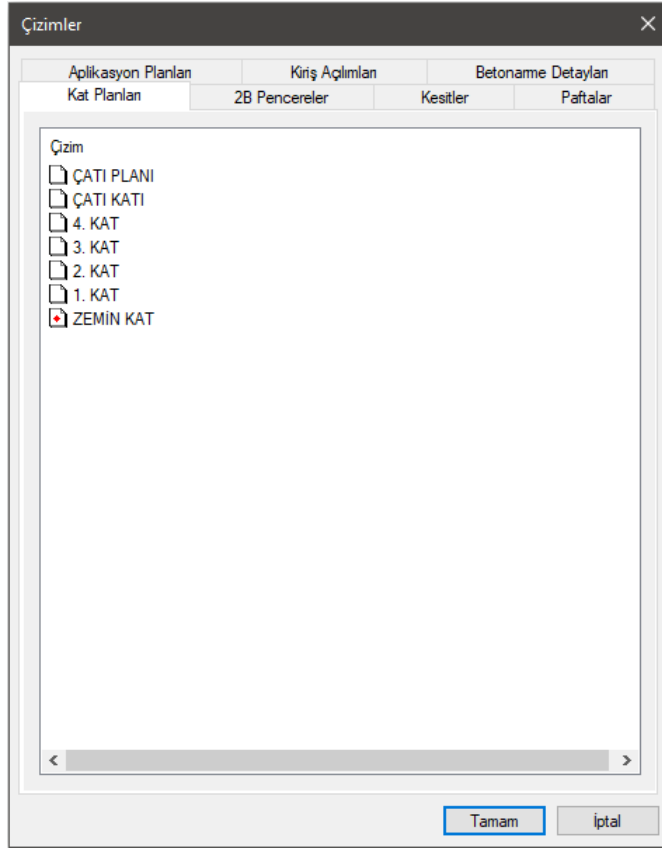 Çizimler
Aplikasyon Planları Kiriş Açılımları Betonarme Detayları
Kat Planları 2B Pencereler Kesitler Paftalar
Çizim
ÇATI PLANI
ÇATI KATI
4. KAT
3. KAT
2. KAT
1. KAT
ZEMİN KAT
Tamam İptal